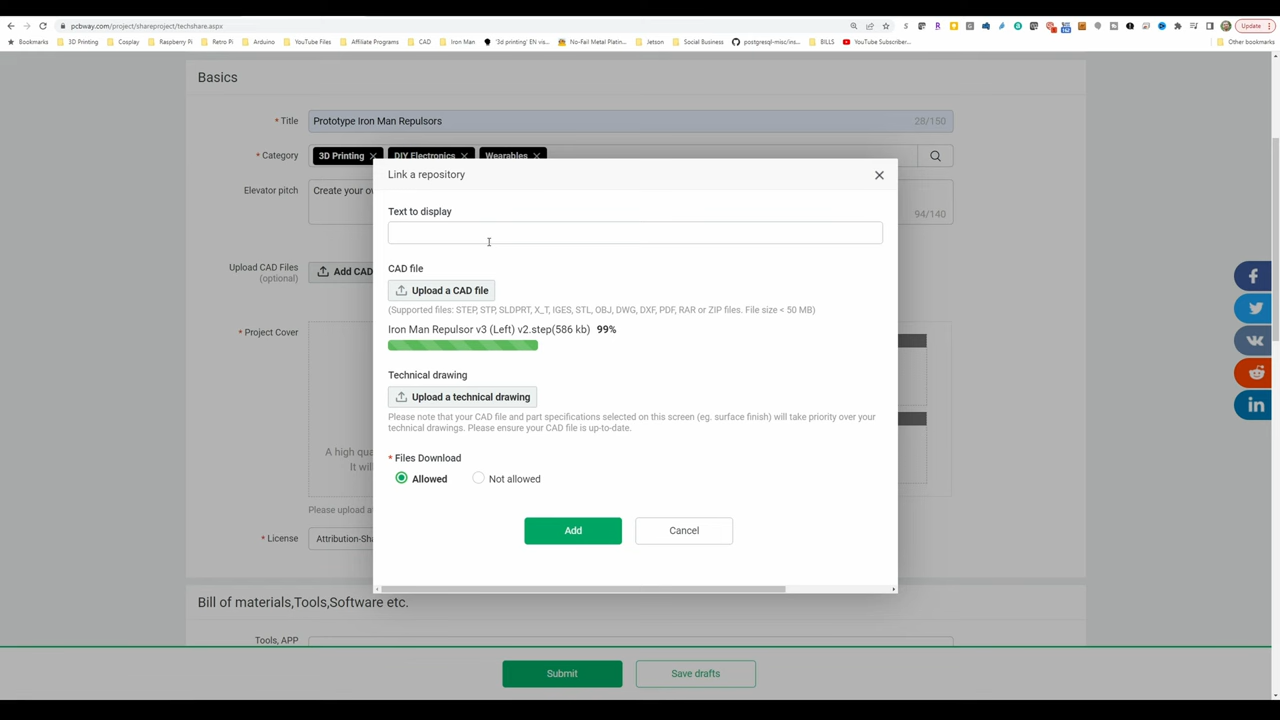 pcbway.com/project/shareproject/techshare.aspx
Update
Bookmarks
3D Printing
Cosplay
Raspberry Pi
Retro Pi
Arduino
YouTube Files
Affiliate Programs
CAD
Iron Man
'3d printing' EN vis...
No-Fail Metal Platin...
Jetson
Social Business
postgresql-misc/ins...
BILLS
YouTube Subscriber...
Other bookmarks
Basics
* Title
Prototype Iron Man Repulsors
28/150
* Category
3D Printing
DIY Electronics
Wearables
Elevator pitch
Create your ow
94/140
Upload CAD Files
(optional)
Add CAD
* Project Cover
A high qua
It will
Please upload a
* License
Attribution-Sha
Link a repository
Text to display
CAD file
Upload a CAD file
(Supported files: STEP, STP, SLDPRT, X_T, IGES, STL, OBJ, DWG, DXF, PDF, RAR or ZIP files. File size < 50 MB)
Iron Man Repulsor v3 (Left) v2.step(586 kb) 99%
Technical drawing
Upload a technical drawing
Please note that your CAD file and part specifications selected on this screen (eg. surface finish) will take priority over your
technical drawings. Please ensure your CAD file is up-to-date.
* Files Download
Allowed
Not allowed
Add
Cancel
Bill of materials,Tools,Software etc.
Tools, APP
Submit
Save drafts